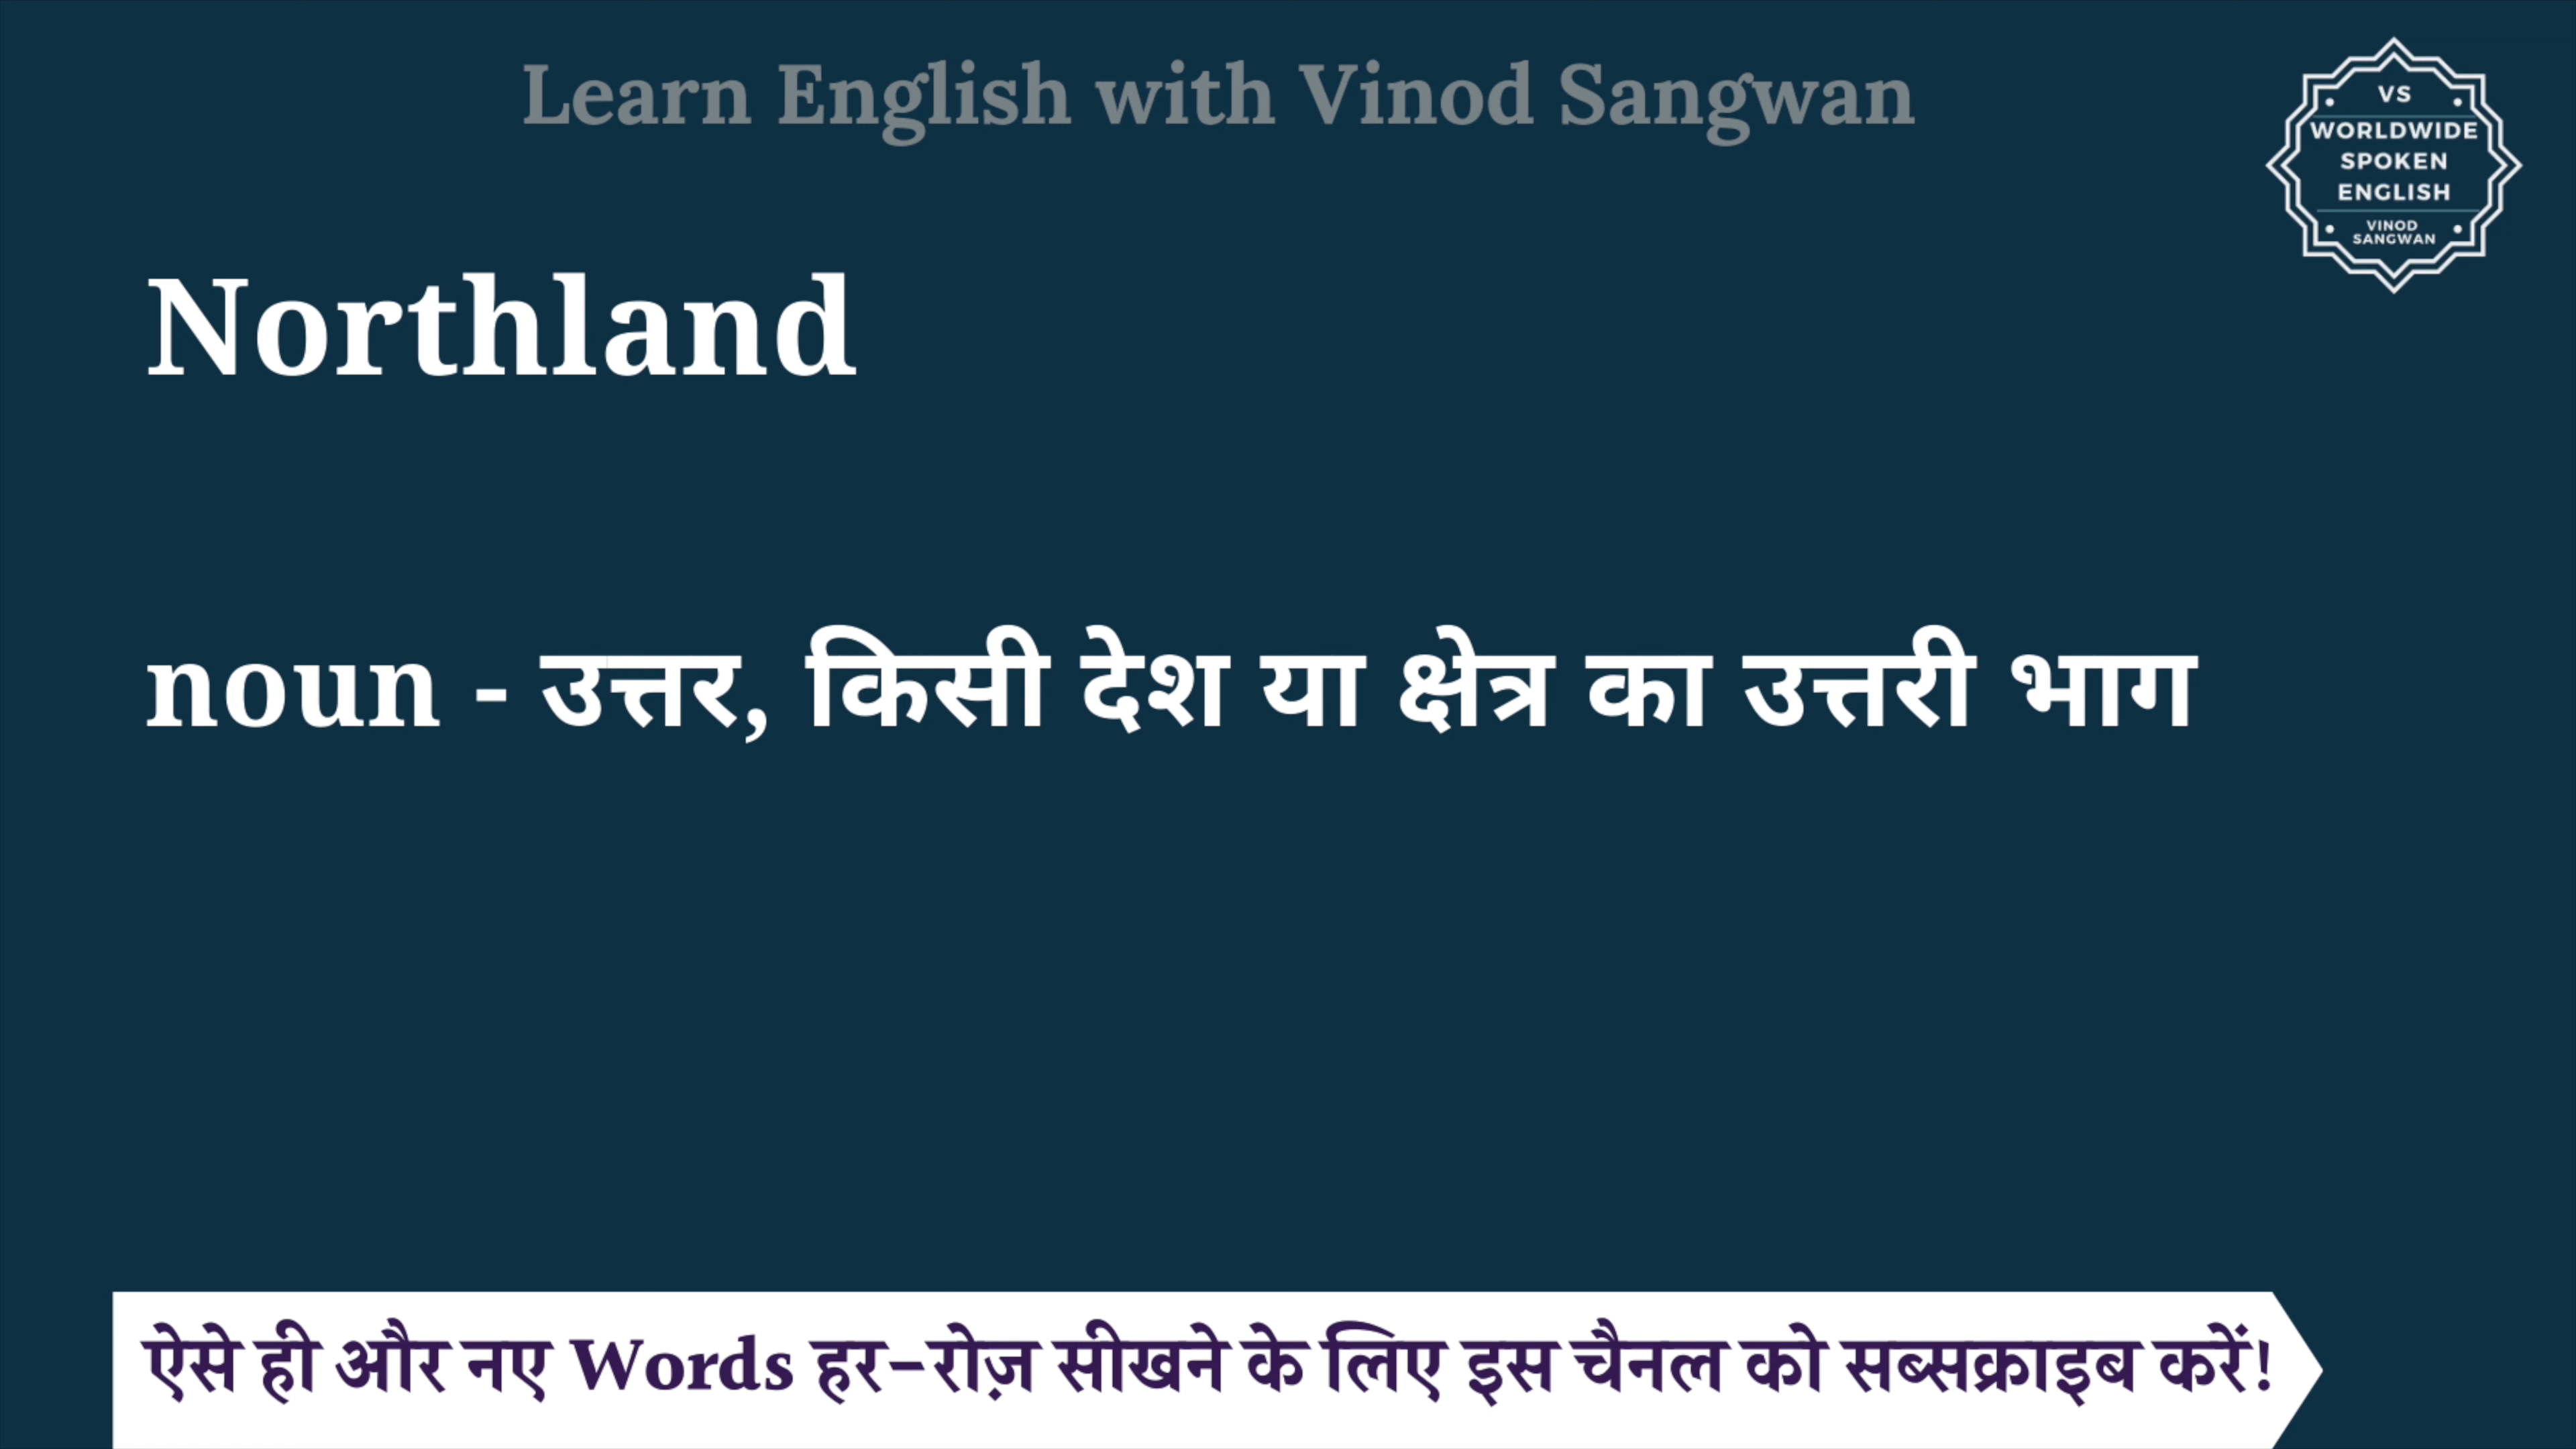 Learn English with Vinod Sangwan
VS
WORLDWIDE
SPOKEN
ENGLISH
VINOD
SANGWAN
Northland
noun - उत्तर, किसी देश या क्षेत्र का उत्तरी भाग
ऐसे ही और नए Words हर-रोज़ सीखने के लिए इस चैनल को सब्सक्राइब करें!